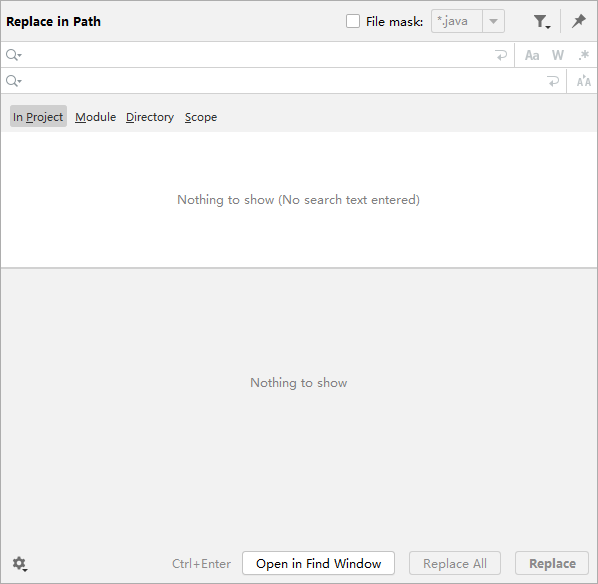 Replace in Path File mask: *.java
Aa W .*
In Project Module Directory Scope
Nothing to show (No search text entered)
Nothing to show
Ctrl+Enter Open in Find Window Replace All Replace